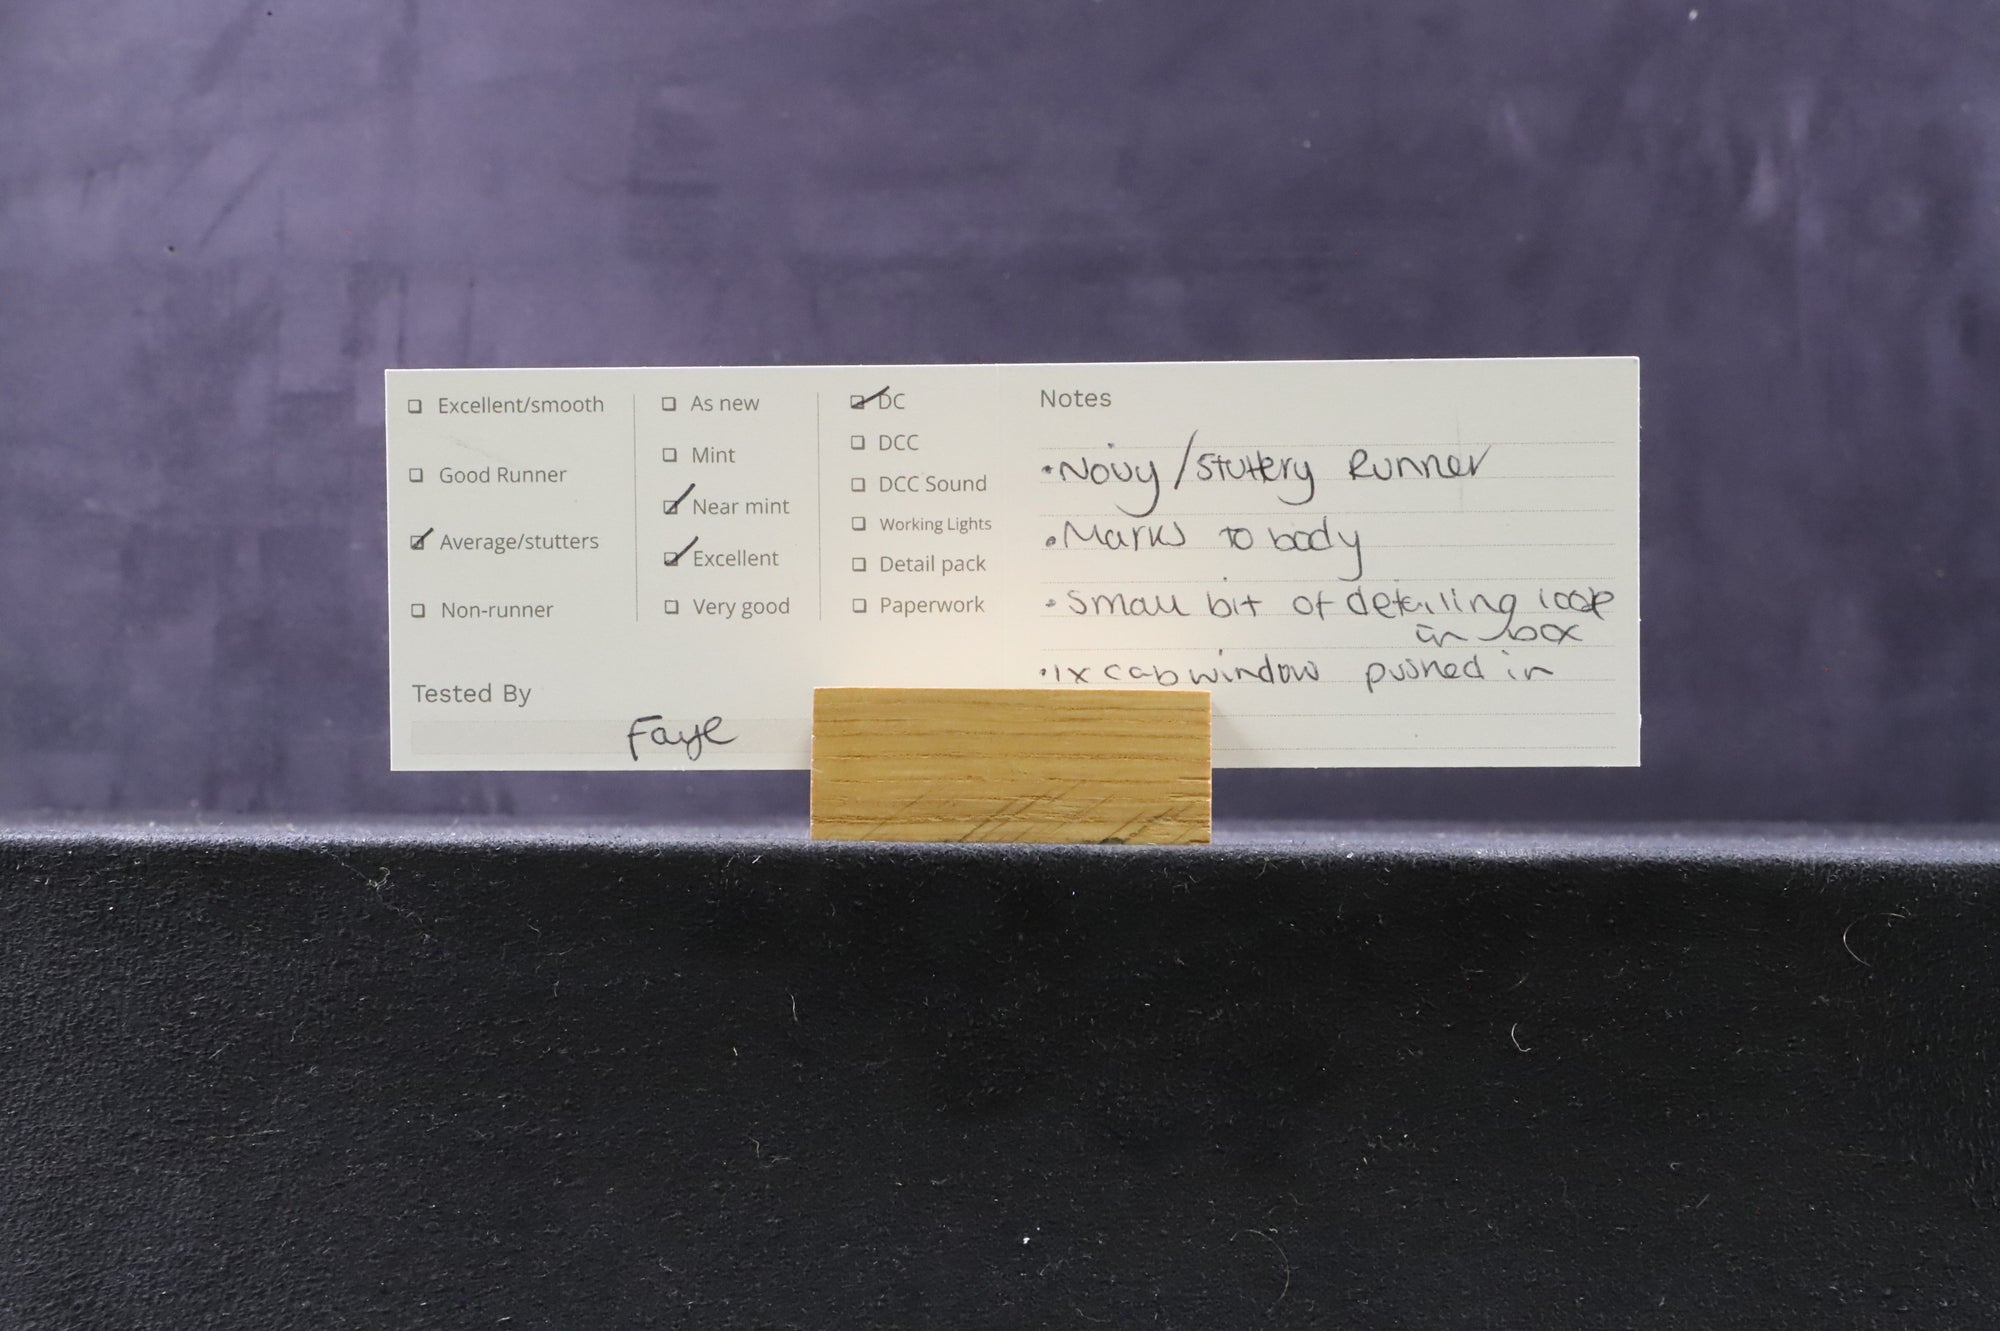 Excellent/smooth
Good Runner
Average/stutters
Non-runner
Tested By
Faye
As new
Mint
Near mint
Excellent
Very good
DC
DCC
DCC Sound
Working Lights
Detail pack
Paperwork
Notes
•Noisy/stuttery Runner
•Marks to body
•small bit of detailing loose
in box
•1x cab window pushed in